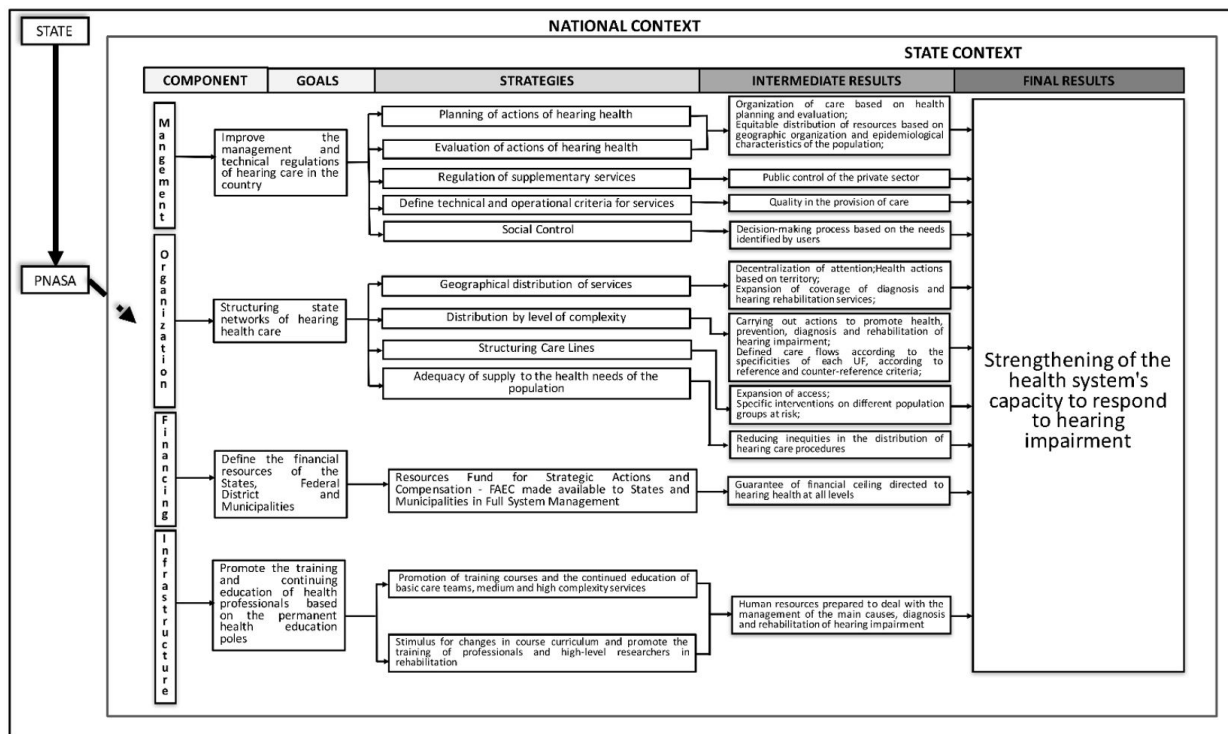 NATIONAL CONTEXT
STATE
STATE CONTEXT
COMPONENT
GOALS
STRATEGIES
INTERMEDIATE RESULTS
FINAL RESULTS
Mangement
Improve the
management and
technical regulations
of hearing care in the
country
Planning of actions of hearing health
Evaluation of actions of hearing health
Regulation of supplementary services
Define technical and operational criteria for services
Social Control
Organization of care based on health
planning and evaluation;
Equitable distribution of resources based on
geographic organization and epidemiological
characteristics of the population;
Public control of the private sector
Quality in the provision of care
Decision-making process based on the needs
identified by users
PNASA
Organization
Structuring state
networks of hearing
health care
Geographical distribution of services
Distribution by level of complexity
Structuring Care Lines
Adequacy of supply to the health needs of the
population
Decentralization of attention;Health actions
based on territory;
Expansion of coverage of diagnosis and
hearing rehabilitation services;
Carrying out actions to promote health,
prevention, diagnosis and rehabilitation of
hearing impairment;
Defined care flows according to the
specificities of each UF, according to
reference and counter-reference criteria;
Expansion of access;
Specific interventions on different population
groups at risk;
Reducing inequities in the distribution of
hearing care procedures
Financing
Define the financial
resources of the
States, Federal
District and
Municipalities
Resources Fund for Strategic Actions and
Compensation - FAEC made available to States and
Municipalities in Full System Management
Guarantee of financial ceiling directed to
hearing health at all levels
Infrastructure
Promote the training
and continuing
education of health
professionals based
on the permanent
health education
poles
Promotion of training courses and the continued education of
basic care teams, medium and high complexity services
Stimulus for changes in course curriculum and promote the
training of professionals and high-level researchers in
rehabilitation
Human resources prepared to deal with the
management of the main causes, diagnosis
and rehabilitation of hearing impairment
Strengthening of the
health system's
capacity to respond
to hearing
impairment